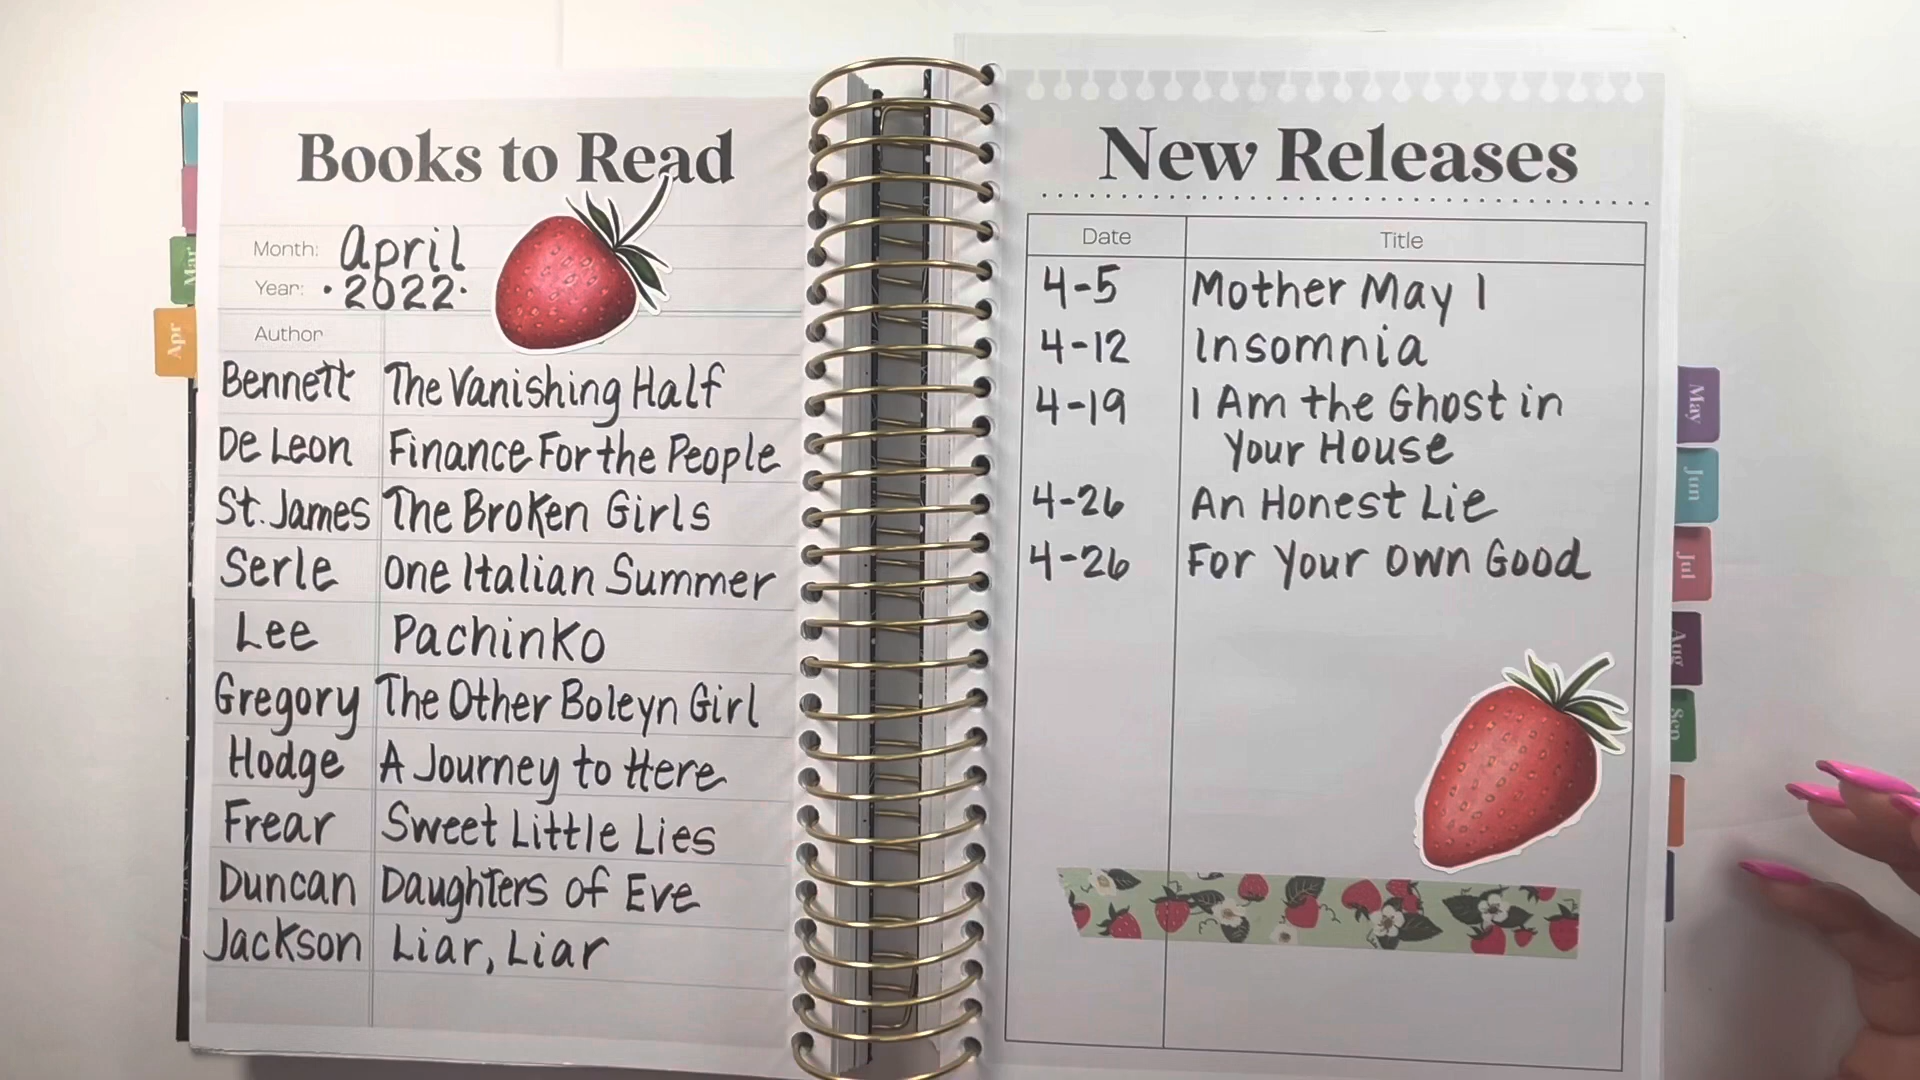 Books to Read
Month: April
Year: •2022•
Author
Bennett The Vanishing Half
De Leon Finance For the People
St. James The Broken Girls
Serle One Italian Summer
Lee Pachinko
Gregory The Other Boleyn Girl
Hodge A Journey to Here
Frear Sweet Little Lies
Duncan Daughters of Eve
Jackson Liar, Liar
Mar
Apr
New Releases
Date Title
4-5 Mother May I
4-12 Insomnia
4-19 I Am the Ghost in
Your House
4-26 An Honest Lie
4-26 For Your Own Good
May
Jun
Jul
Aug
Sep